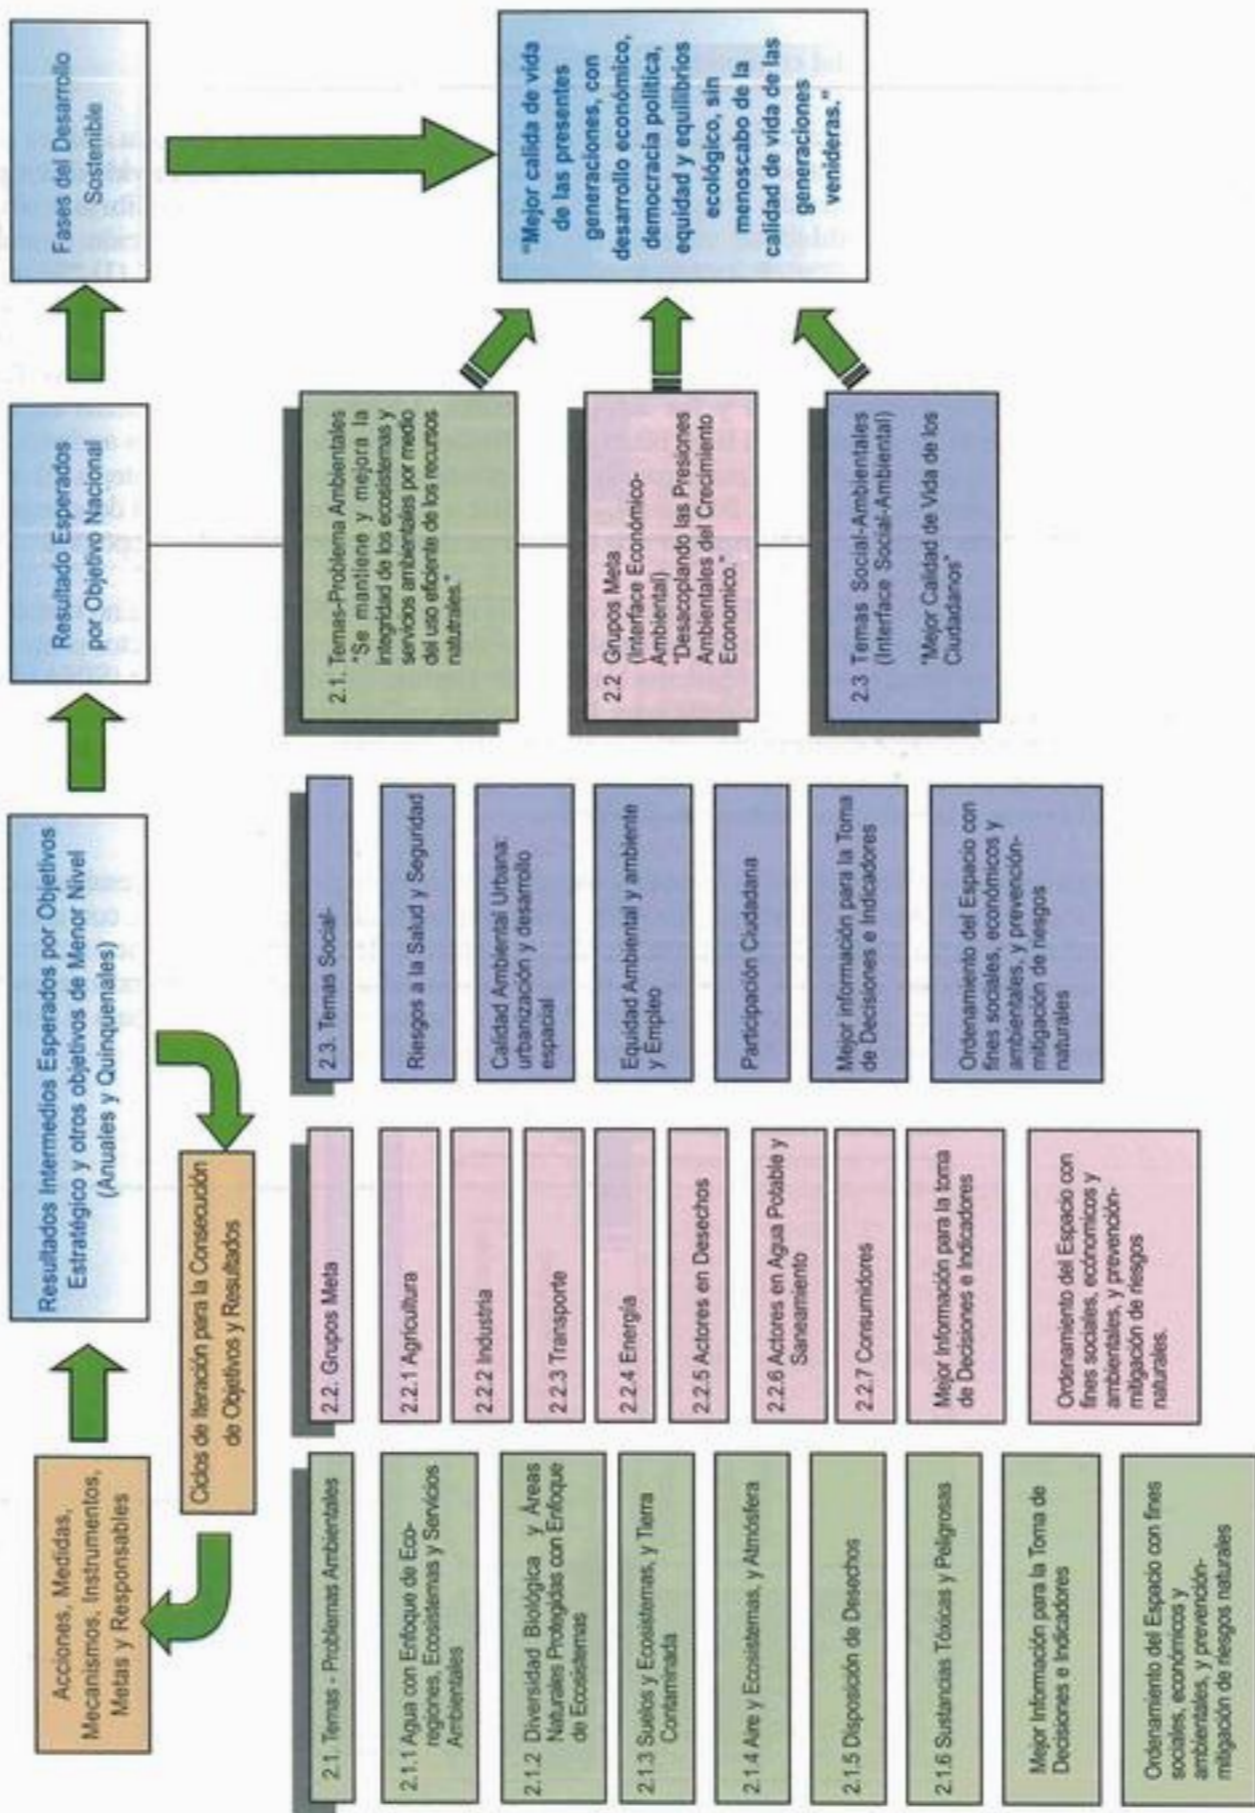 Acciones, Medidas,
Mecanismos, Instrumentos,
Metas y Responsables
Resultados Intermedios Esperados por Objetivos
Estratégico y otros objetivos de Menor Nivel
(Anuales y Quinquenales)
Resultado Esperados
por Objetivo Nacional
Fases del Desarrollo
Sostenible
Ciclos de Iteración para la Consecución
de Objetivos y Resultados
2.1. Temas - Problemas Ambientales
2.1.1 Agua con Enfoque de Eco-
regiones, Ecosistemas y Servicios
Ambientales
2.1.2 Diversidad Biológica y Áreas
Naturales Protegidas con Enfoque
de Ecosistemas
2.1.3 Suelos y Ecosistemas, y Tierra
Contaminada
2.1.4 Aire y Ecosistemas, y Atmósfera
2.1.5 Disposición de Desechos
2.1.6 Sustancias Tóxicas y Peligrosas
Mejor Información para la Toma de
Decisiones e Indicadores
Ordenamiento del Espacio con fines
sociales, económicos y
ambientales, y prevención-
mitigación de riesgos naturales
2.2. Grupos Meta
2.2.1 Agricultura
2.2.2 Industria
2.2.3 Transporte
2.2.4 Energía
2.2.5 Actores en Desechos
2.2.6 Actores en Agua Potable y
Saneamiento
2.2.7 Consumidores
Mejor Información para la toma
de Decisiones e Indicadores
Ordenamiento del Espacio con
fines sociales, económicos y
ambientales, y prevención-
mitigación de riesgos
naturales.
2.3. Temas Social-
Riesgos a la Salud y Seguridad
Calidad Ambiental Urbana:
urbanización y desarrollo
espacial
Equidad Ambiental y ambiente
y Empleo
Participación Ciudadana
Mejor información para la Toma
de Decisiones e Indicadores
Ordenamiento del Espacio con
fines sociales, económicos y
ambientales, y prevención-
mitigación de riesgos
naturales
2.1. Temas-Problema Ambientales
"Se mantiene y mejora la
integridad de los ecosistemas y
servicios ambientales por medio
del uso eficiente de los recursos
natutrales."
2.2 Grupos Meta
(Interface Económico-
Ambiental)
"Desacoplando las Presiones
Ambientales del Crecimiento
Economico."
2.3 Temas Social-Ambientales
(Interface Social-Ambiental)
"Mejor Calidad de Vida de los
Ciudadanos"
"Mejor calida de vida
de las presentes
generaciones, con
desarrollo económico,
democracia política,
equidad y equilibrios
ecológico, sin
menoscabo de la
calidad de vida de las
generaciones
venideras."